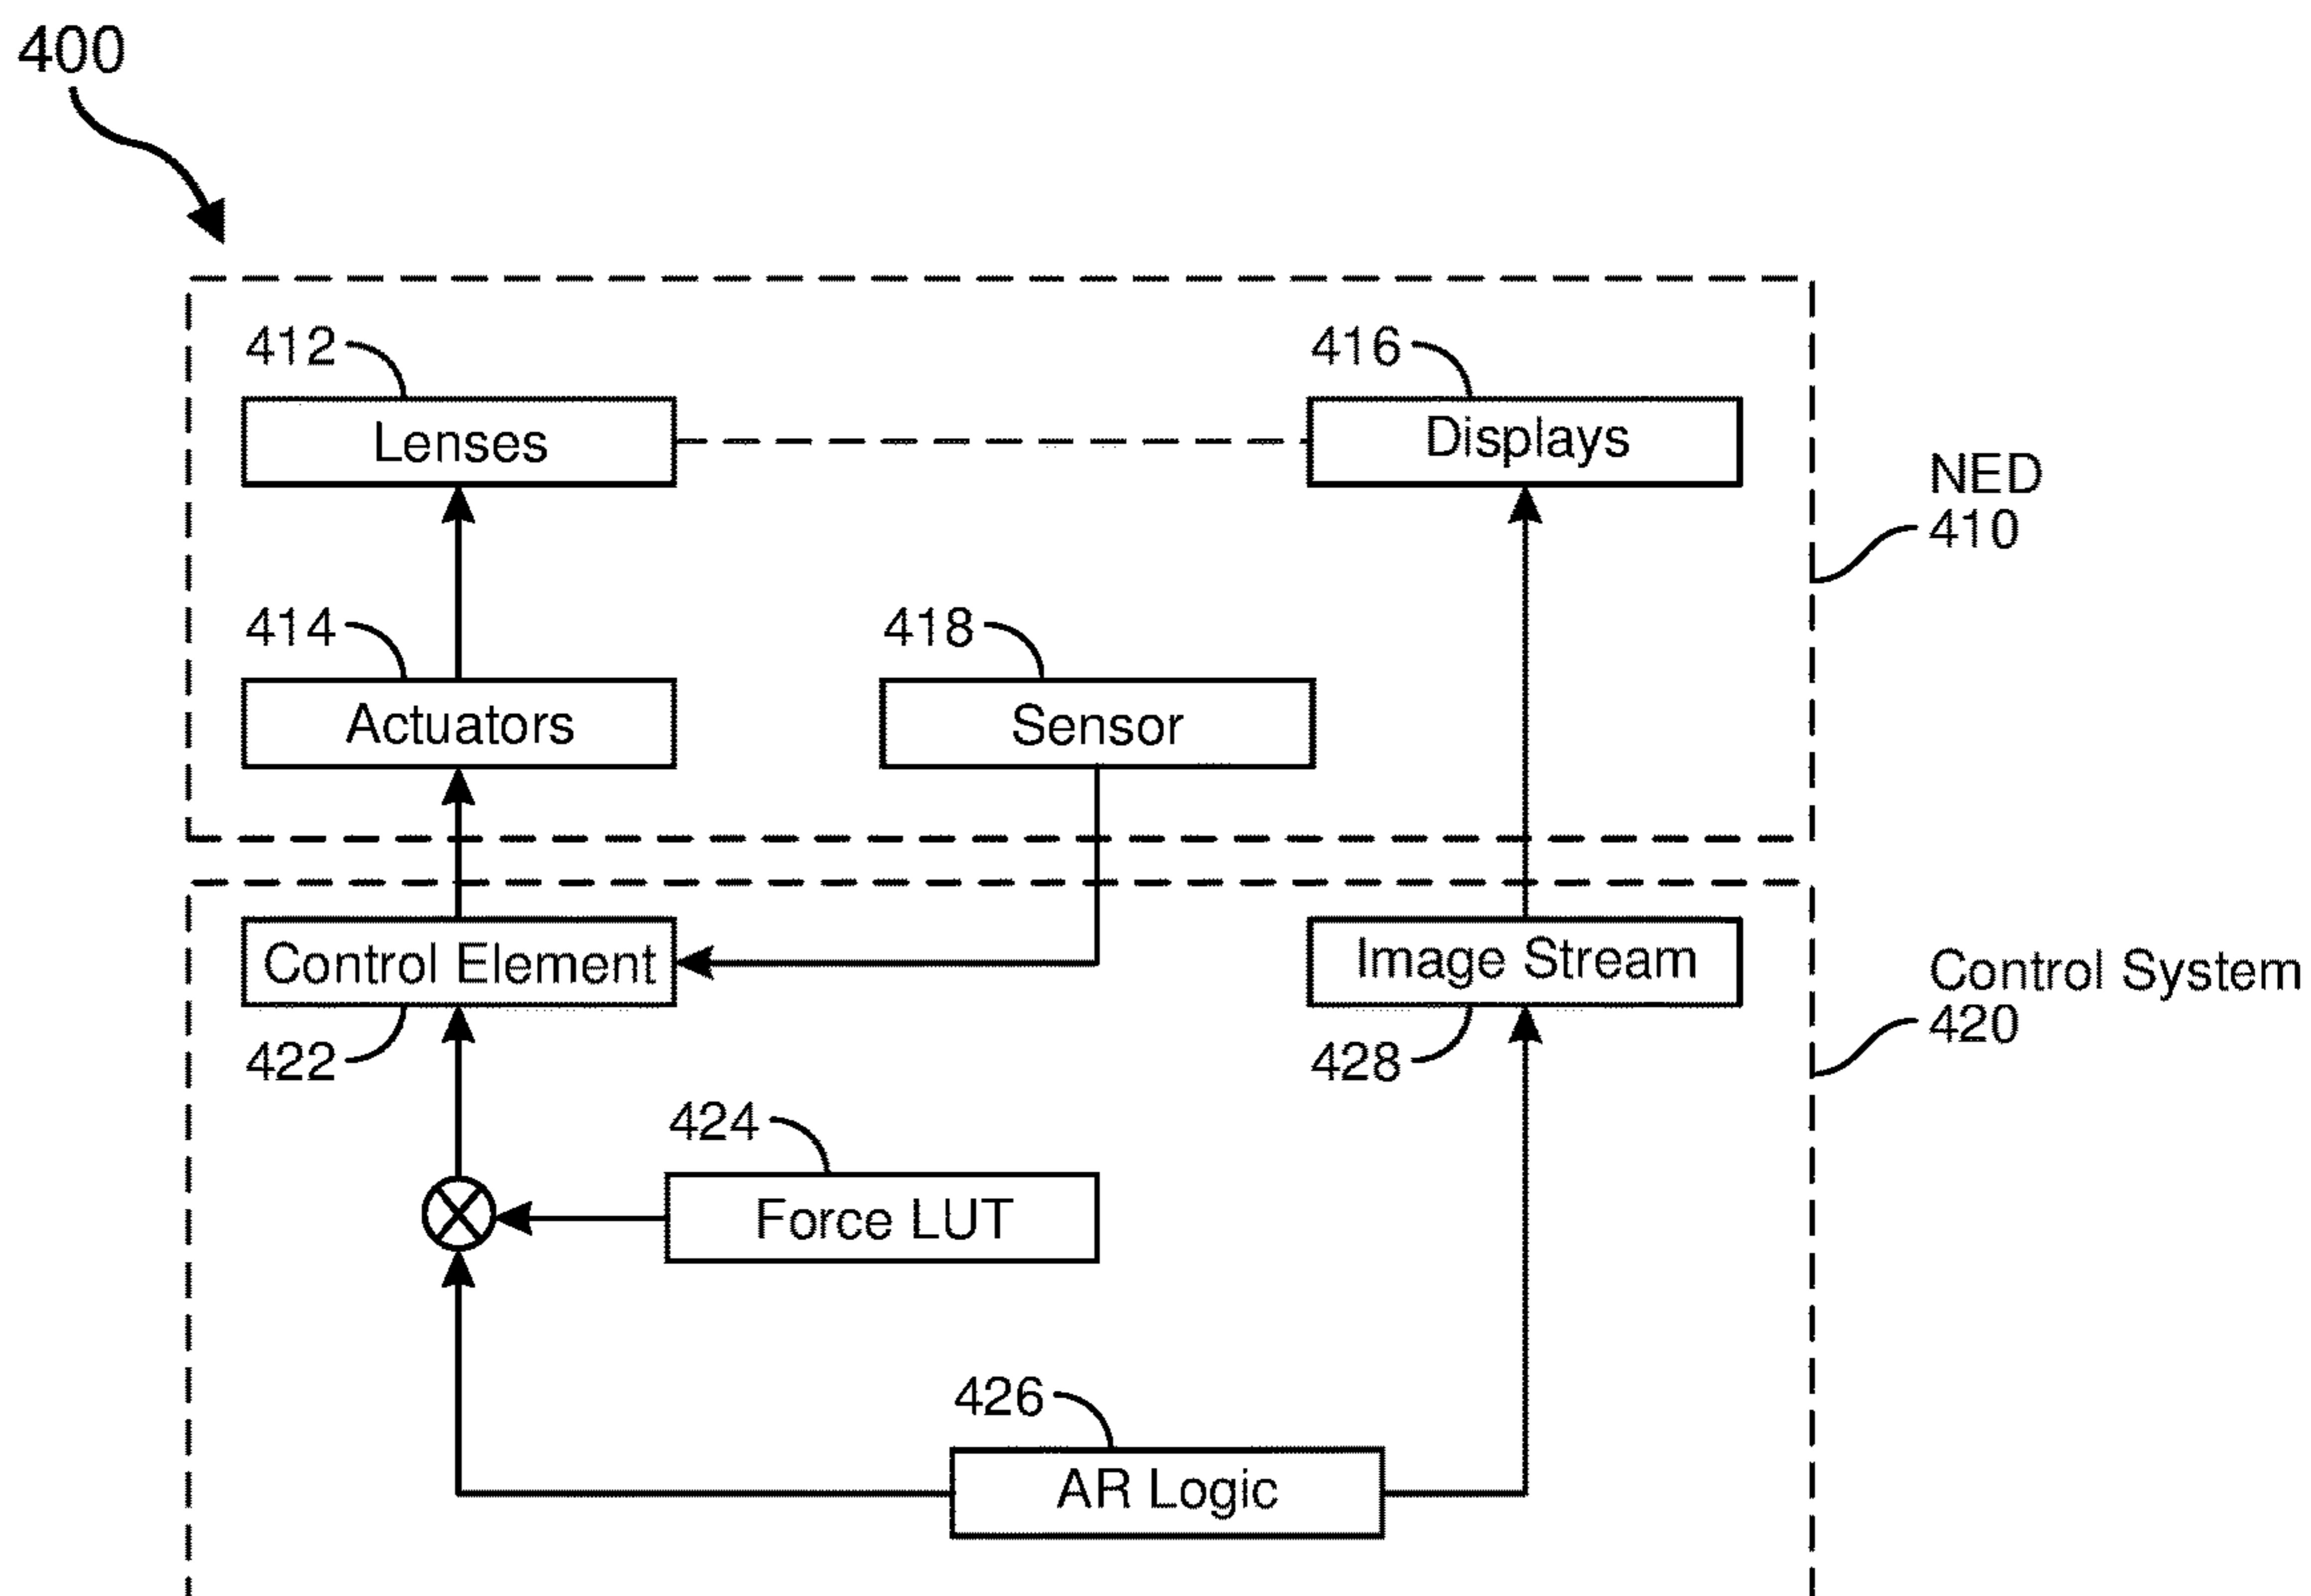 400
412
416
Lenses
Displays
NED
410
414
418
Actuators
Sensor
Control Element
Image Stream
Control System
420
422
428
424
Force LUT
426
AR Logic